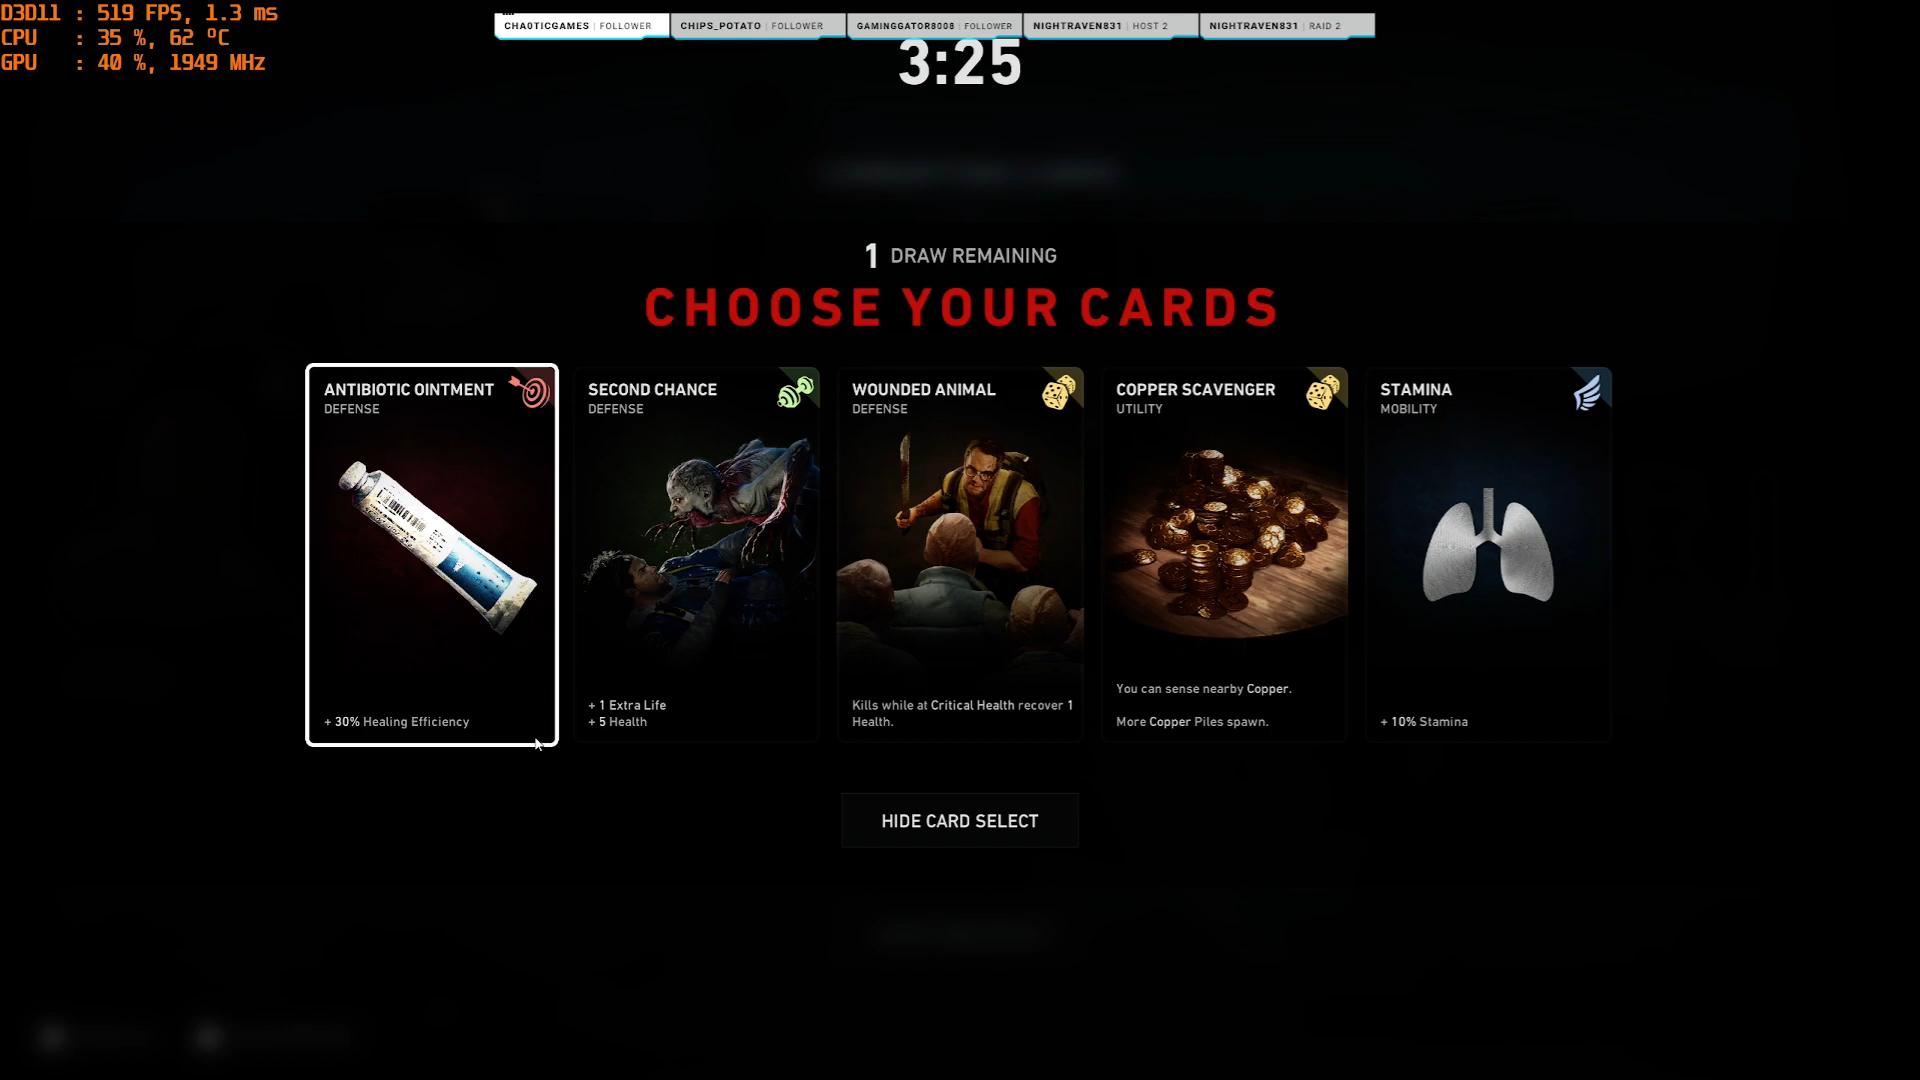 D3D11 : 519 FPS, 1.3 ms
CPU : 35 %, 62 ºC
GPU : 40 %, 1949 MHz
CHA0TICGAMES | FOLLOWER
CHIPS_POTATO | FOLLOWER
GAMINGGATOR8008 | FOLLOWER
NIGHTRAVEN831 | HOST 2
NIGHTRAVEN831 | RAID 2
3:25
1 DRAW REMAINING
CHOOSE YOUR CARDS
ANTIBIOTIC OINTMENT
DEFENSE
+ 30% Healing Efficiency
SECOND CHANCE
DEFENSE
+ 1 Extra Life
+ 5 Health
WOUNDED ANIMAL
DEFENSE
Kills while at Critical Health recover 1
Health.
COPPER SCAVENGER
UTILITY
You can sense nearby Copper.
More Copper Piles spawn.
STAMINA
MOBILITY
+ 10% Stamina
HIDE CARD SELECT